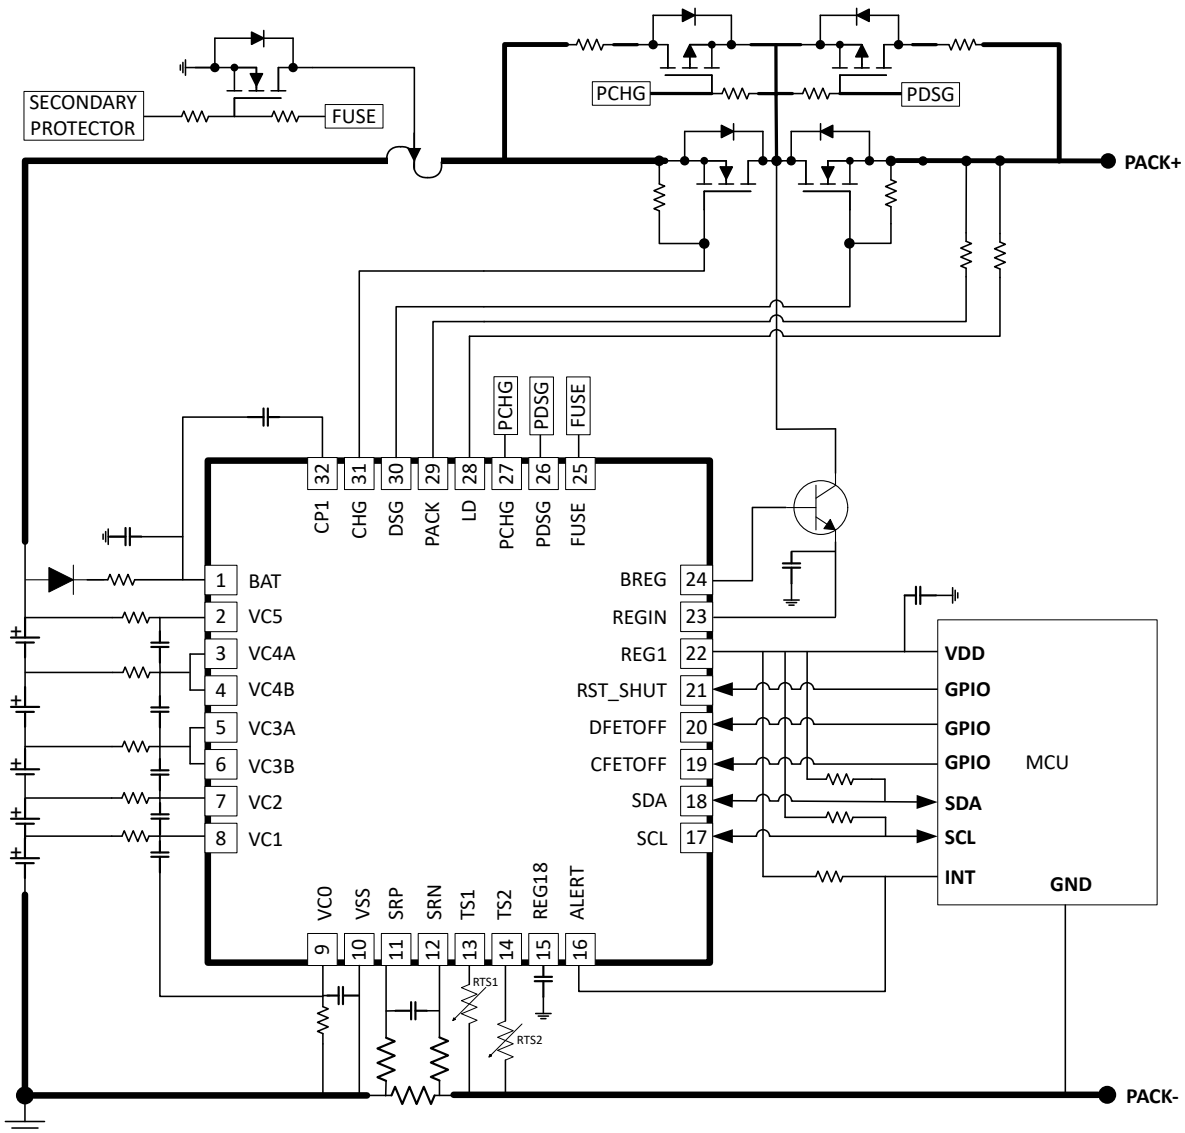 SECONDARY
PROTECTOR
FUSE
PCHG
PDSG
PACK+
PCHG
PDSG
FUSE
32
31
30
29
28
27
26
25
CP1
CHG
DSG
PACK
LD
PCHG
PDSG
FUSE
1 BAT
2 VC5
3 VC4A
4 VC4B
5 VC3A
6 VC3B
7 VC2
8 VC1
BREG 24
REGIN 23
REG1 22
RST_SHUT 21
DFETOFF 20
CFETOFF 19
SDA 18
SCL 17
VDD
GPIO
GPIO
GPIO
MCU
SDA
SCL
INT
GND
VC0
VSS
SRP
SRN
TS1
TS2
REG18
ALERT
9
10
11
12
13
14
15
16
RTS1
RTS2
PACK-
+
+
+
+
+